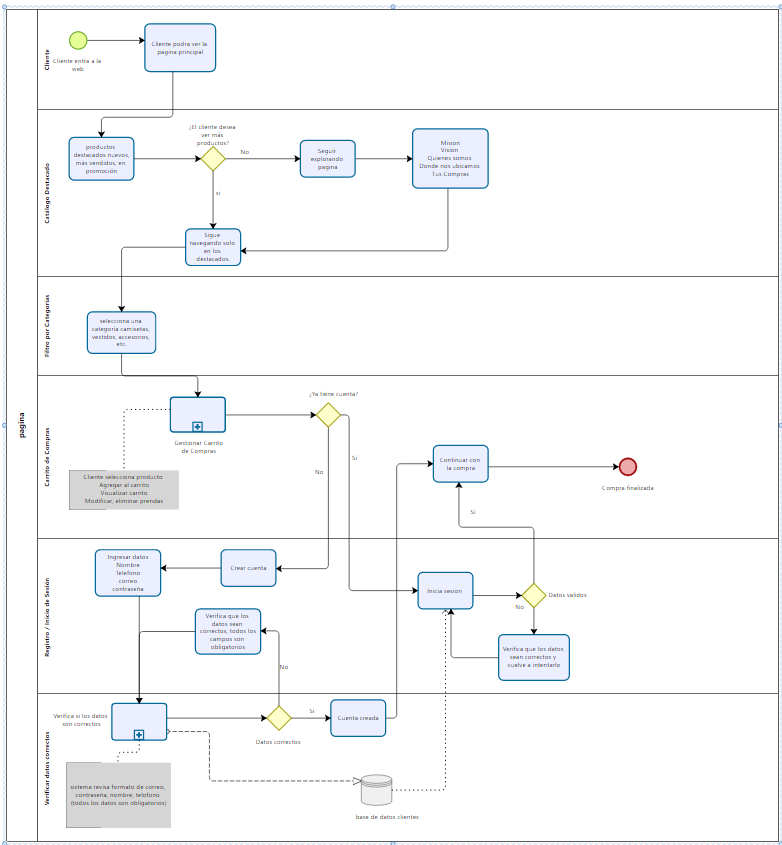 pagina
Cliente
Cliente entra a la
web
Cliente podra ver la
pagina principal
Catálogo Destacado
productos
destacados nuevos,
más vendidos, en
promoción
¿El cliente desea
ver más
productos?
No
si
Seguir
explorando
pagina
Mision
Vision
Quienes somos
Donde nos ubicamos
Tus Compras
Sigue
navegando solo
en los
destacados.
Filtro por Categorías
selecciona una
categoria camisetas,
vestidos, accesorios,
etc.
Carrito de Compras
Gestionar Carrito
de Compras
Cliente selecciona producto
Agregar al carrito
Visualizar carrito
Modificar, eliminar prendas
¿Ya tiene cuenta?
No
Si
Continuar con
la compra
Compra finalizada
Si
Registro / Inicio de Sesión
Ingresar datos
Nombre
Telefono
correo
contraseña
Crear cuenta
Verifica que los
datos sean
correctos, todos los
campos son
obligatorios
No
Inicia sesion
No
Datos validos
Verifica que los datos
sean correctos y
vuelve a intentarlo
Verificar datos correctos
Verifica si los datos
son correctos
Datos correctos
Si
Cuenta creada
sistema revisa formato de correo,
contraseña, nombre, telefono
(todos los datos son obligatorios)
base de datos clientes